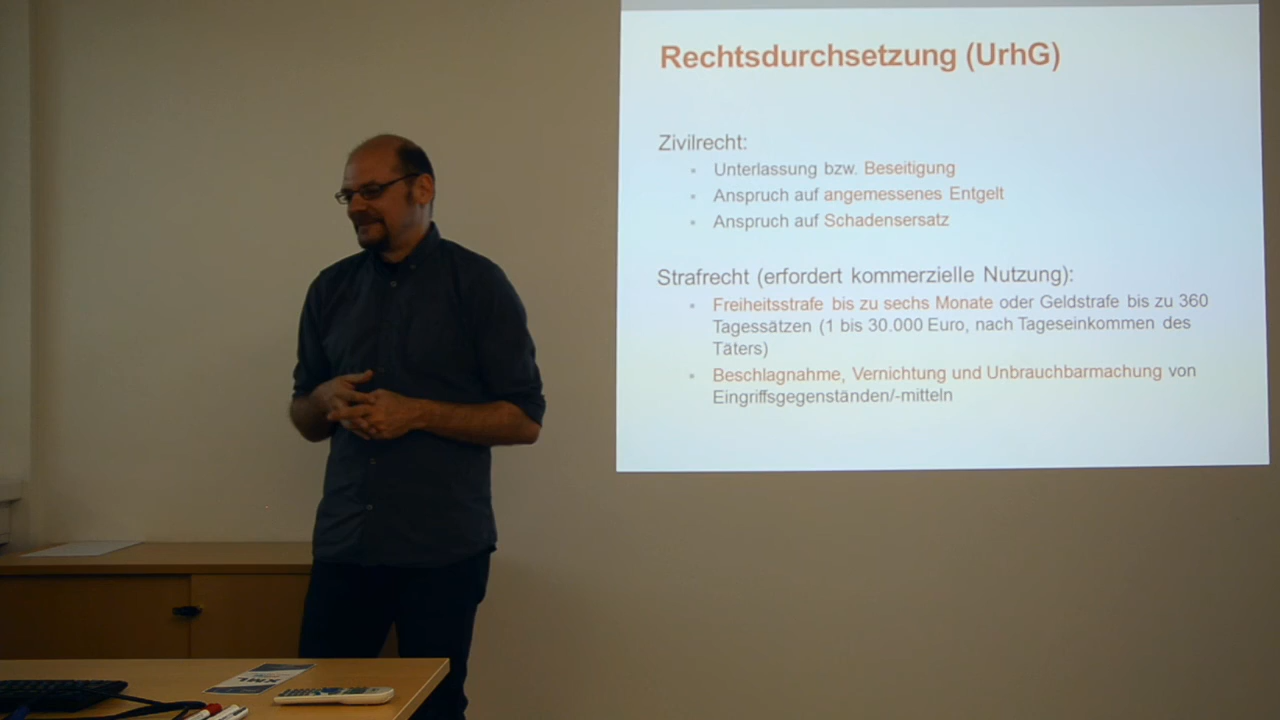 Rechtsdurchsetzung (UrhG)
Zivilrecht:
▪ Unterlassung bzw. Beseitigung
▪ Anspruch auf angemessenes Entgelt
▪ Anspruch auf Schadensersatz
Strafrecht (erfordert kommerzielle Nutzung):
▪ Freiheitsstrafe bis zu sechs Monate oder Geldstrafe bis zu 360
Tagessätzen (1 bis 30.000 Euro, nach Tageseinkommen des
Täters)
▪ Beschlagnahme, Vernichtung und Unbrauchbarmachung von
Eingriffsgegenständen/-mitteln
XML